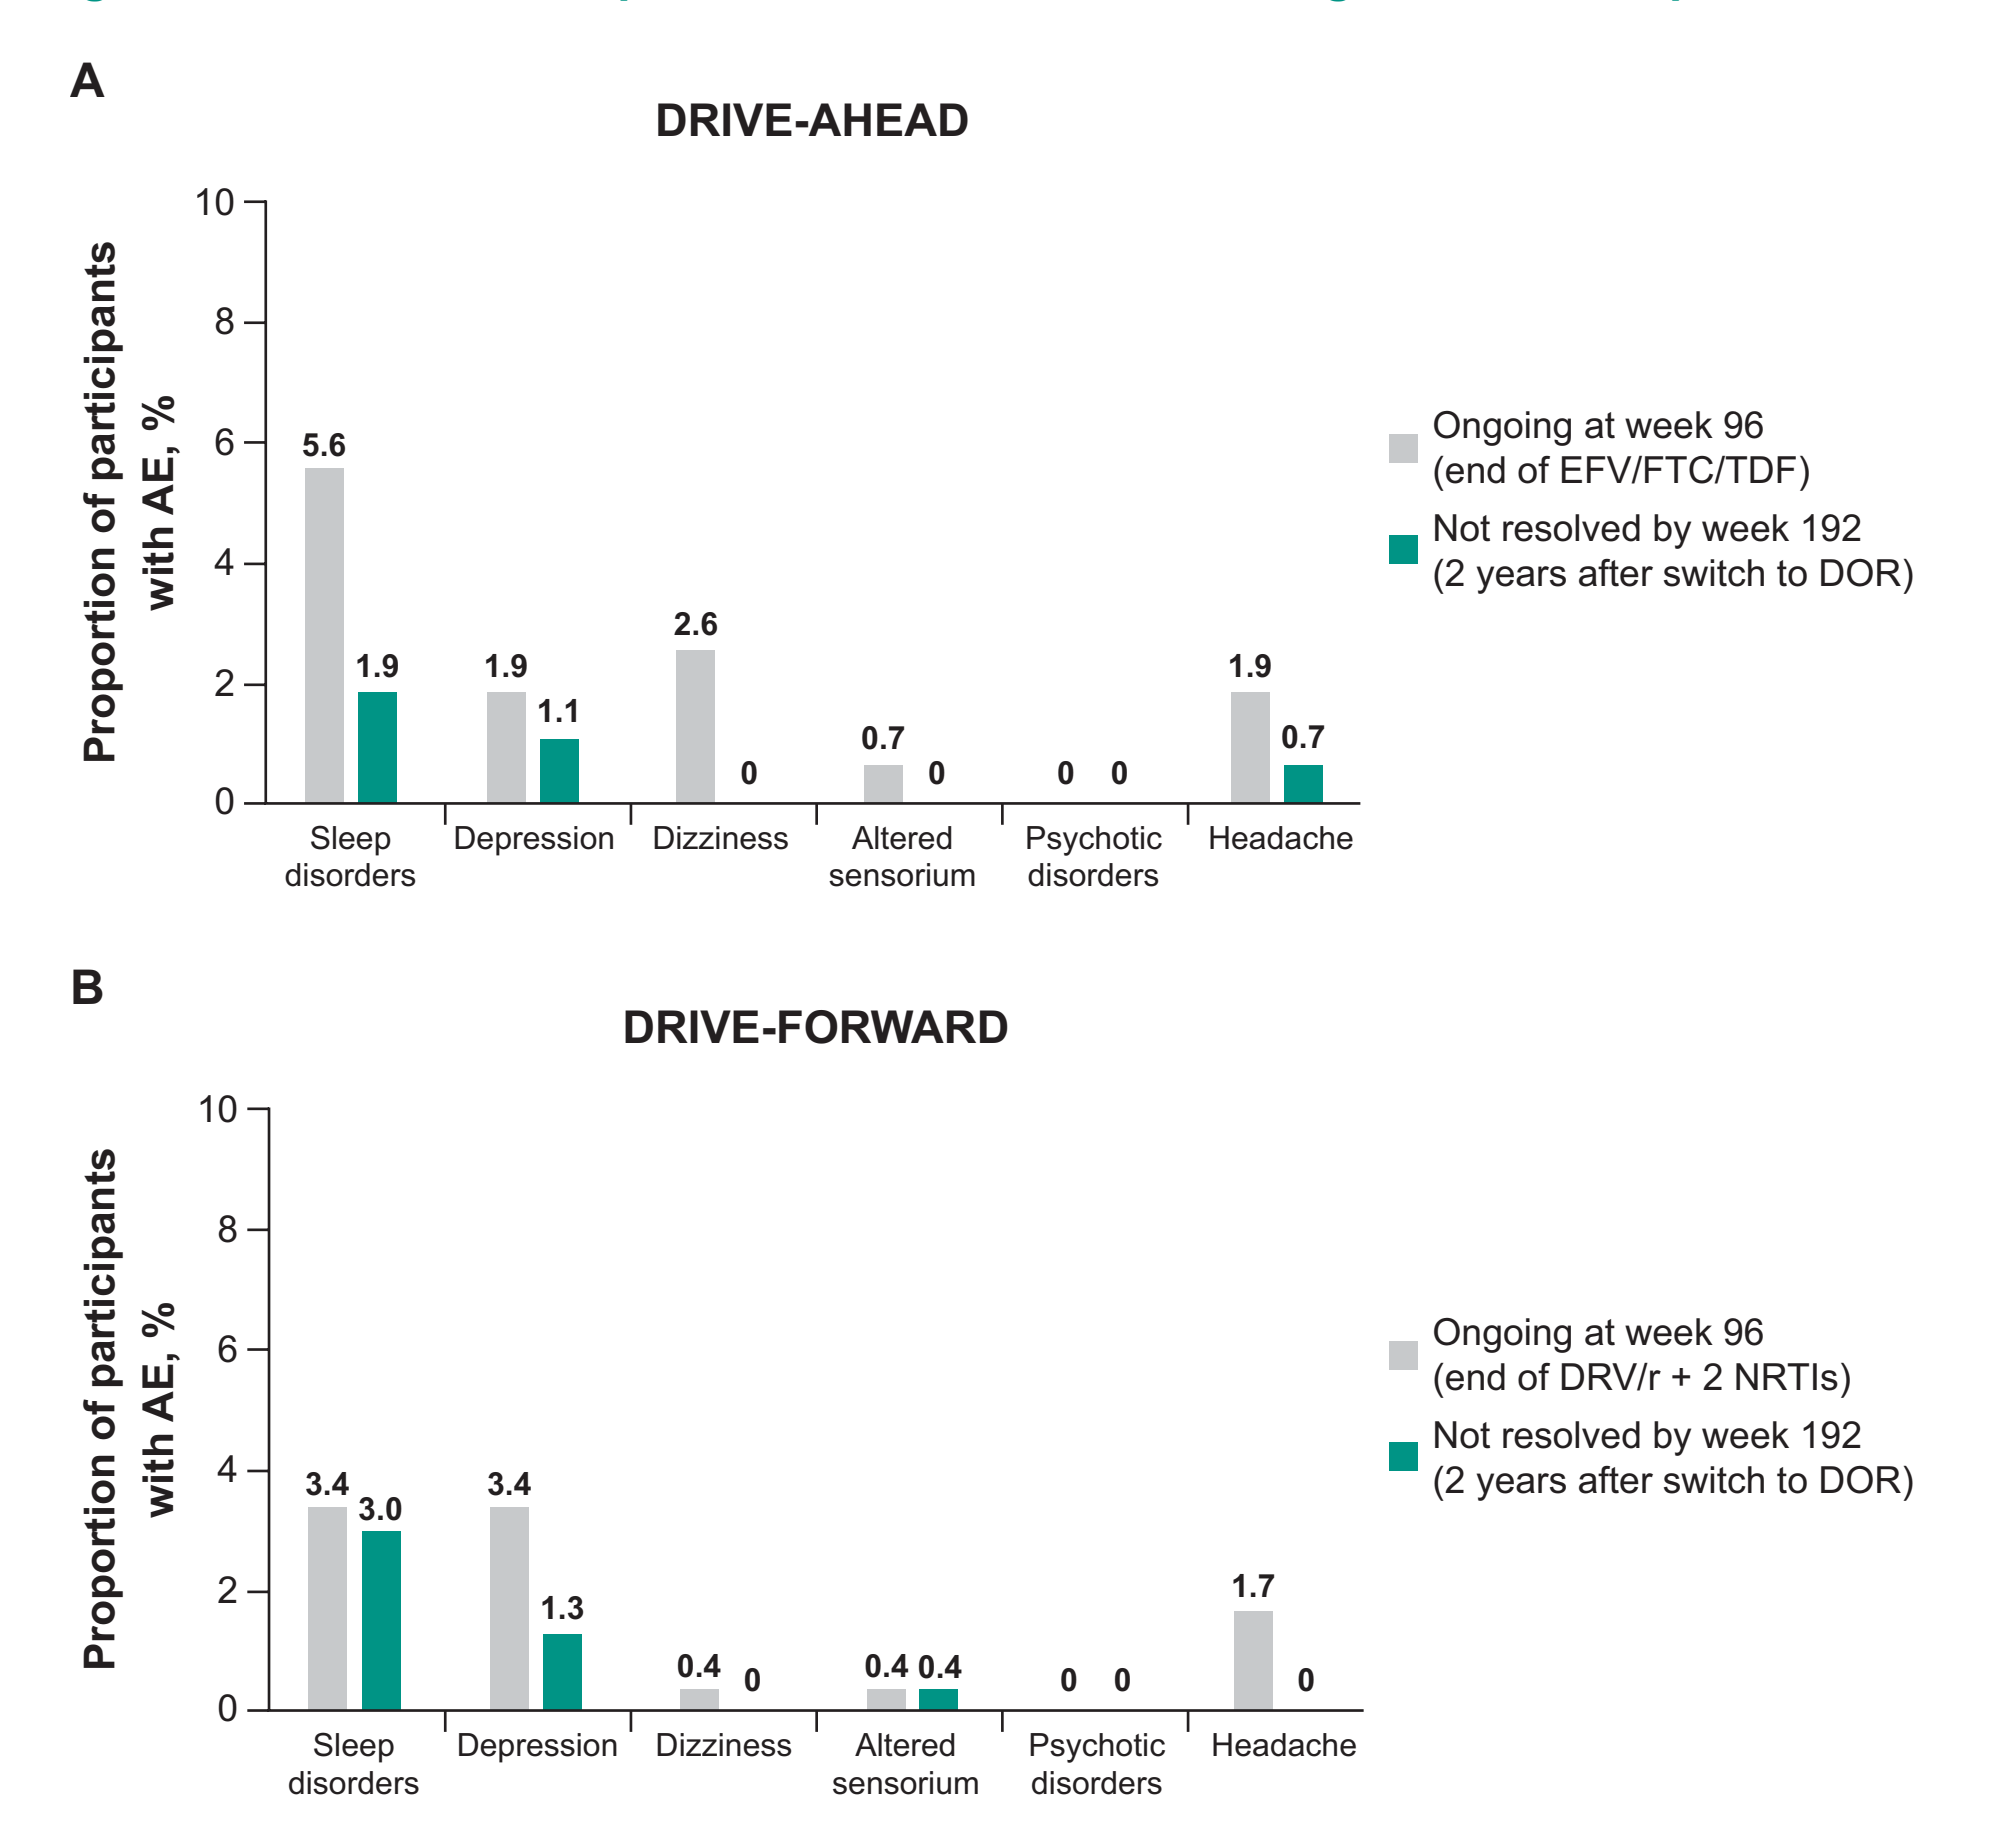 A
DRIVE-AHEAD
Proportion of participants
with AE, %
10
8
6
4
2
0
5.6
1.9
1.9
1.1
2.6
0
0.7
0
0
0
1.9
0.7
Sleep
disorders
Depression
Dizziness
Altered
sensorium
Psychotic
disorders
Headache
Ongoing at week 96
(end of EFV/FTC/TDF)
Not resolved by week 192
(2 years after switch to DOR)
B
DRIVE-FORWARD
Proportion of participants
with AE, %
10
8
6
4
2
0
3.4
3.0
3.4
1.3
0.4
0
0.4
0.4
0
0
1.7
0
Sleep
disorders
Depression
Dizziness
Altered
sensorium
Psychotic
disorders
Headache
Ongoing at week 96
(end of DRV/r + 2 NRTIs)
Not resolved by week 192
(2 years after switch to DOR)